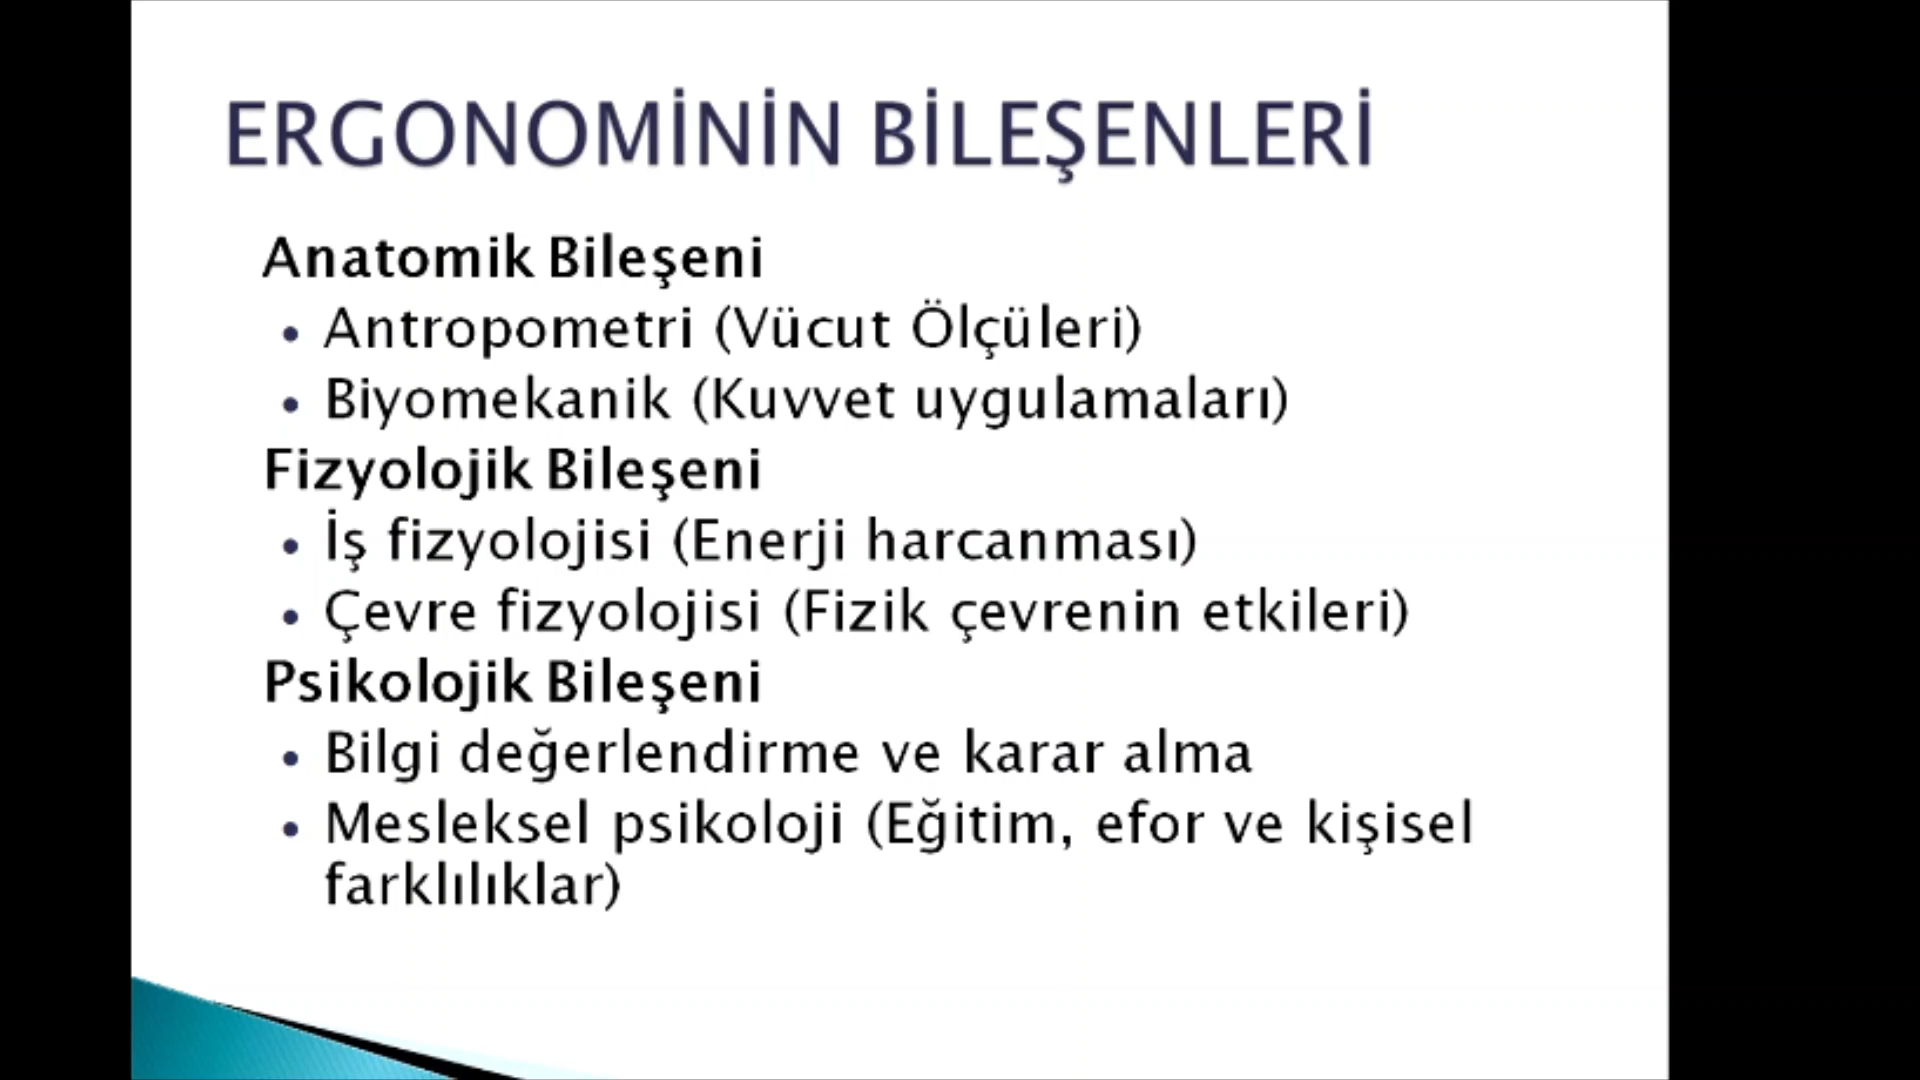 ERGONOMİNİN BİLEŞENLERİ
Anatomik Bileşeni
• Antropometri (Vücut Ölçüleri)
• Biyomekanik (Kuvvet uygulamaları)
Fizyolojik Bileşeni
• İş fizyolojisi (Enerji harcanması)
• Çevre fizyolojisi (Fizik çevrenin etkileri)
Psikolojik Bileşeni
• Bilgi değerlendirme ve karar alma
• Mesleksel psikoloji (Eğitim, efor ve kişisel
farklılıklar)